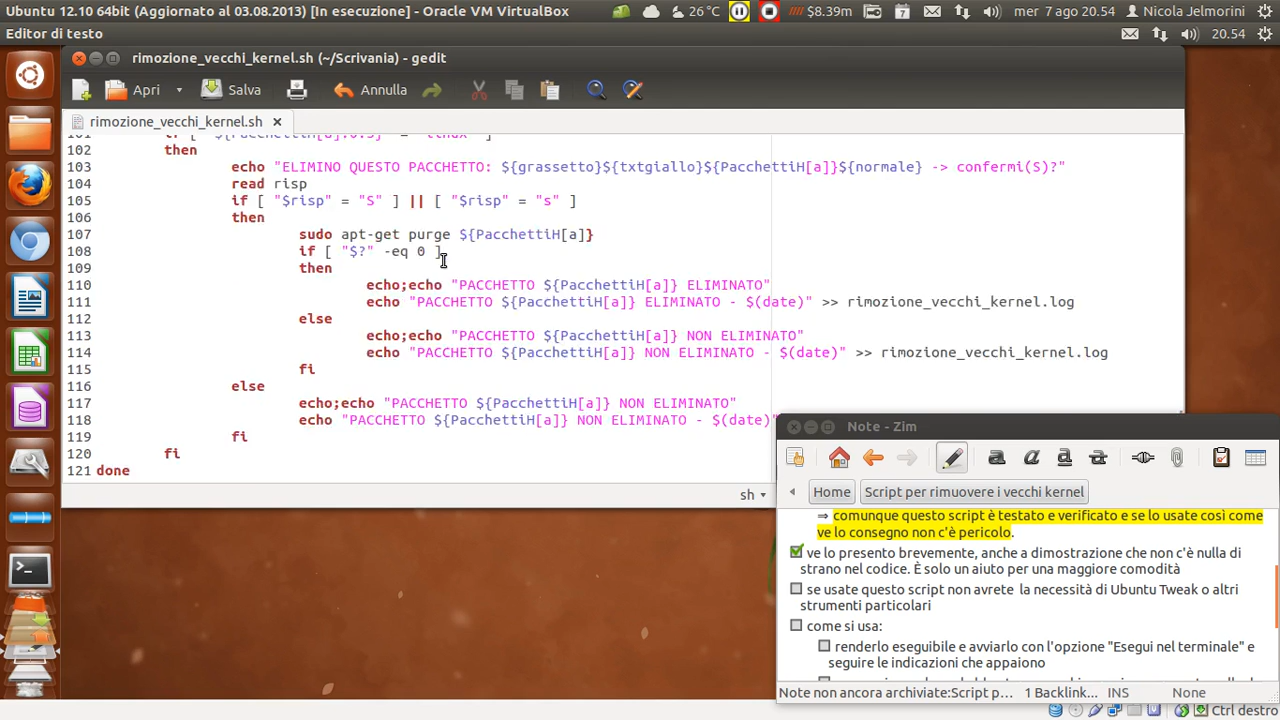 Ubuntu 12.10 64bit (Aggiornato al 03.08.2013) [In esecuzione] - Oracle VM VirtualBox
26°C
$8.39m
7
mer 7 ago 20.54
Nicola Jelmorini
Editor di testo
20.54
rimozione_vecchi_kernel.sh (~/Scrivania) - gedit
Apri
Salva
Annulla
rimozione_vecchi_kernel.sh
102 then
103 echo "ELIMINO QUESTO PACCHETTO: ${grassetto}${txtgiallo}${PacchettiH[a]}${normale} -> confermi(S)?"
104 read risp
105 if [ "$risp" = "S" ] || [ "$risp" = "s" ]
106 then
107 sudo apt-get purge ${PacchettiH[a]}
108 if [ "$?" -eq 0 ]
109 then
110 echo;echo "PACCHETTO ${PacchettiH[a]} ELIMINATO"
111 echo "PACCHETTO ${PacchettiH[a]} ELIMINATO - $(date)" >> rimozione_vecchi_kernel.log
112 else
113 echo;echo "PACCHETTO ${PacchettiH[a]} NON ELIMINATO"
114 echo "PACCHETTO ${PacchettiH[a]} NON ELIMINATO - $(date)" >> rimozione_vecchi_kernel.log
115 fi
116 else
117 echo;echo "PACCHETTO ${PacchettiH[a]} NON ELIMINATO"
118 echo "PACCHETTO ${PacchettiH[a]} NON ELIMINATO - $(date)"
119 fi
120 fi
121 done
sh
Note - Zim
Home
Script per rimuovere i vecchi kernel
⇒ comunque questo script è testato e verificato e se lo usate così come
ve lo consegno non c'è pericolo.
ve lo presento brevemente, anche a dimostrazione che non c'è nulla di
strano nel codice. È solo un aiuto per una maggiore comodità
se usate questo script non avrete la necessità di Ubuntu Tweak o altri
strumenti particolari
come si usa:
renderlo eseguibile e avviarlo con l'opzione "Esegui nel terminale" e
seguire le indicazioni che appaiono
Note non ancora archiviate:Script p...
1 Backlink...
INS
None
Ctrl destro